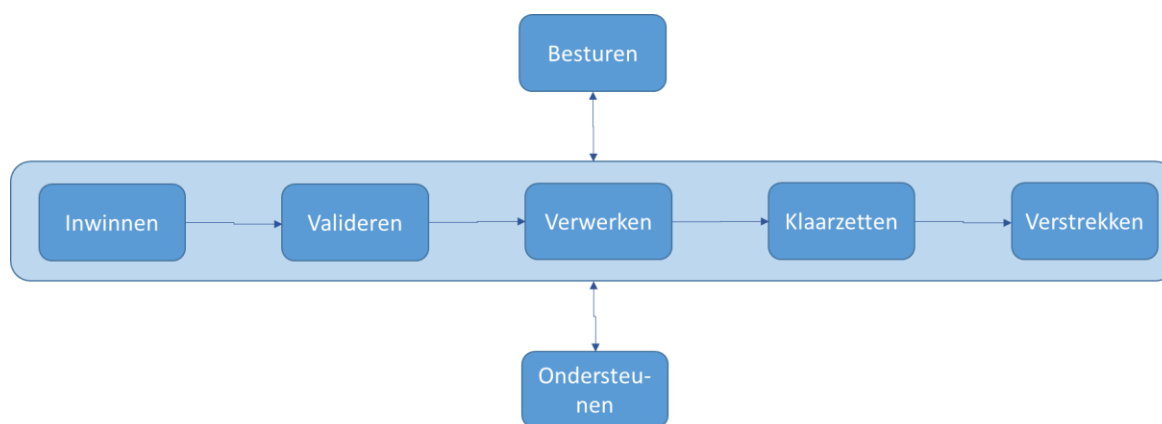 Besturen
Inwinnen
Valideren
Verwerken
Klaarzetten
Verstrekken
Ondersteu-
nen